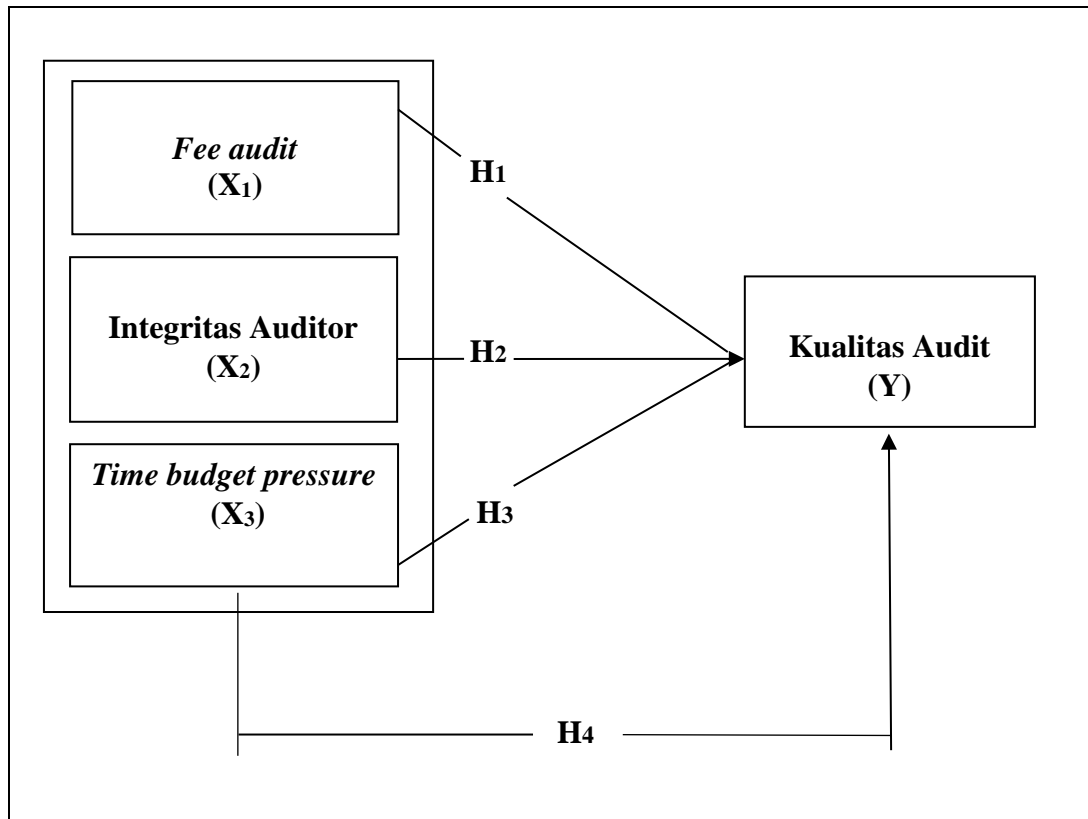 Fee audit
(X1)
H1
Integritas Auditor
(X2)
H2
Kualitas Audit
(Y)
Time budget pressure
(X3)
H3
H4